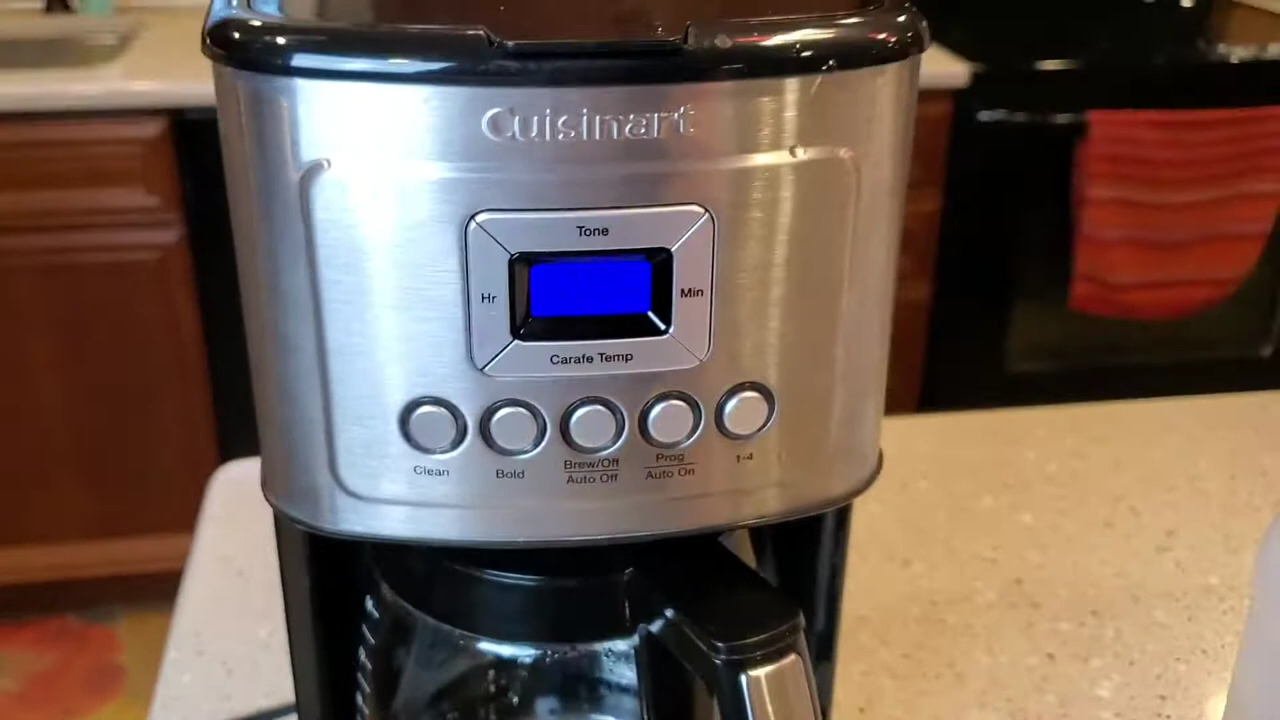 Cuisinart
Tone
Hr
Min
Carafe Temp
Clean
Bold
Brew/Off
Auto Off
Prog
Auto On
1-4